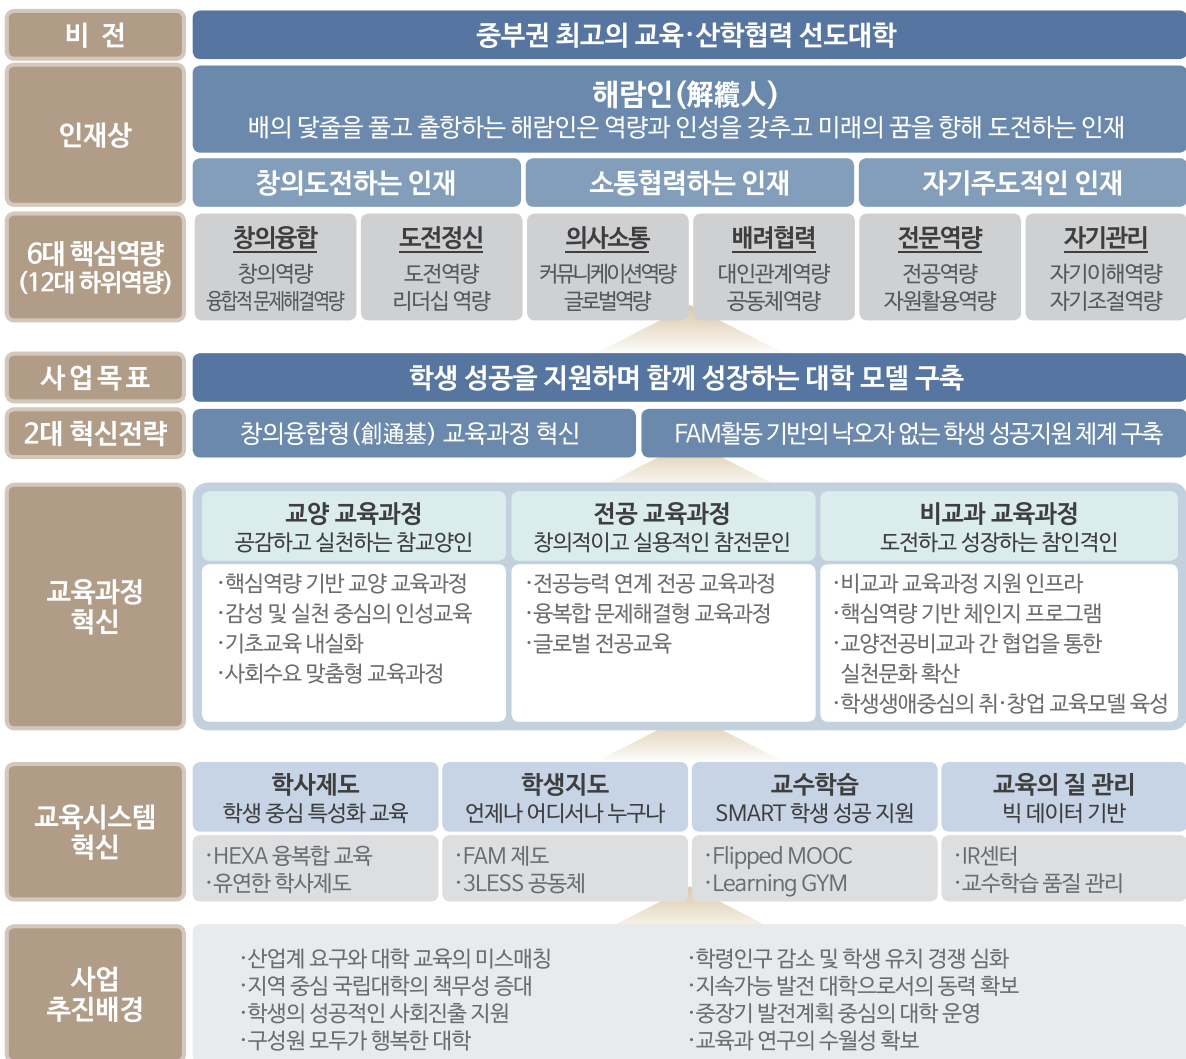 비 전
중부권 최고의 교육·산학협력 선도대학
인재상
해람인(解纜人)
배의 닻줄을 풀고 출항하는 해람인은 역량과 인성을 갖추고 미래의 꿈을 향해 도전하는 인재
창의도전하는 인재
소통협력하는 인재
자기주도적인 인재
6대 핵심역량
(12대 하위역량)
창의융합
창의역량
융합적 문제해결역량
도전정신
도전역량
리더십 역량
의사소통
커뮤니케이션역량
글로벌역량
배려협력
대인관계역량
공동체역량
전문역량
전공역량
자원활용역량
자기관리
자기이해역량
자기조절역량
사업목표
학생 성공을 지원하며 함께 성장하는 대학 모델 구축
2대 혁신전략
창의융합형(創通基) 교육과정 혁신
FAM활동 기반의 낙오자 없는 학생 성공지원 체계 구축
교육과정
혁신
교양 교육과정
공감하고 실천하는 참교양인
·핵심역량 기반 교양 교육과정
·감성 및 실천 중심의 인성교육
·기초교육 내실화
·사회수요 맞춤형 교육과정
전공 교육과정
창의적이고 실용적인 참전문인
·전공능력 연계 전공 교육과정
·융복합 문제해결형 교육과정
·글로벌 전공교육
비교과 교육과정
도전하고 성장하는 참인격인
·비교과 교육과정 지원 인프라
·핵심역량 기반 체인지 프로그램
·교양전공비교과 간 협업을 통한
실천문화 확산
·학생생애중심의 취·창업 교육모델 육성
교육시스템
혁신
학사제도
학생 중심 특성화 교육
·HEXA 융복합 교육
·유연한 학사제도
학생지도
언제나 어디서나 누구나
·FAM 제도
·3LESS 공동체
교수학습
SMART 학생 성공 지원
·Flipped MOOC
·Learning GYM
교육의 질 관리
빅 데이터 기반
·IR센터
·교수학습 품질 관리
사업
추진배경
·산업계 요구와 대학 교육의 미스매칭
·지역 중심 국립대학의 책무성 증대
·학생의 성공적인 사회진출 지원
·구성원 모두가 행복한 대학
·학령인구 감소 및 학생 유치 경쟁 심화
·지속가능 발전 대학으로서의 동력 확보
·중장기 발전계획 중심의 대학 운영
·교육과 연구의 수월성 확보